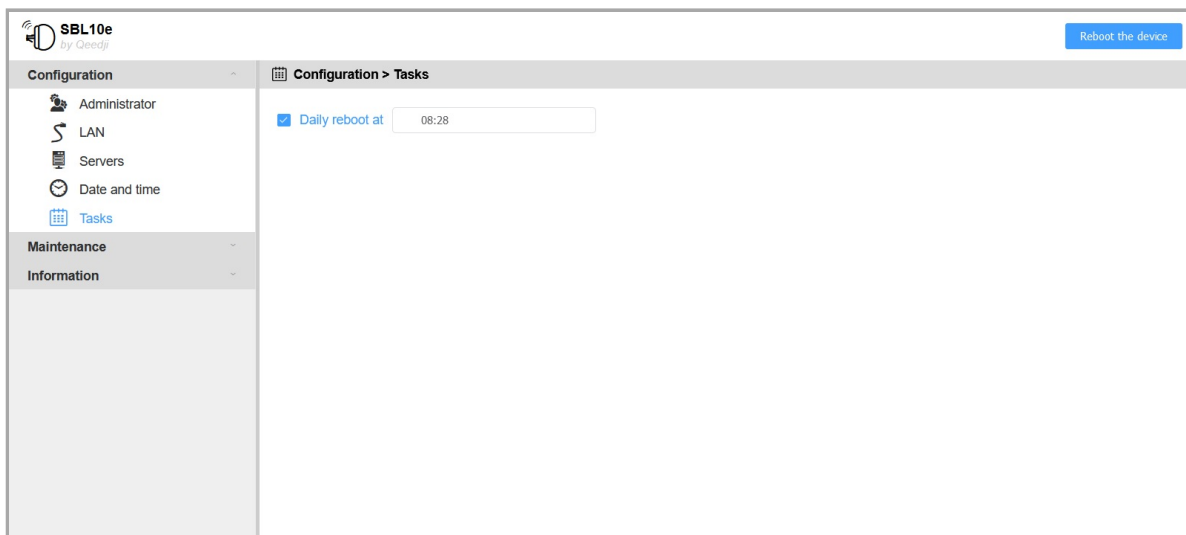 SBL10e
by Qeedji
Reboot the device
Configuration
Administrator
LAN
Servers
Date and time
Tasks
Maintenance
Information
Configuration > Tasks
Daily reboot at
08:28